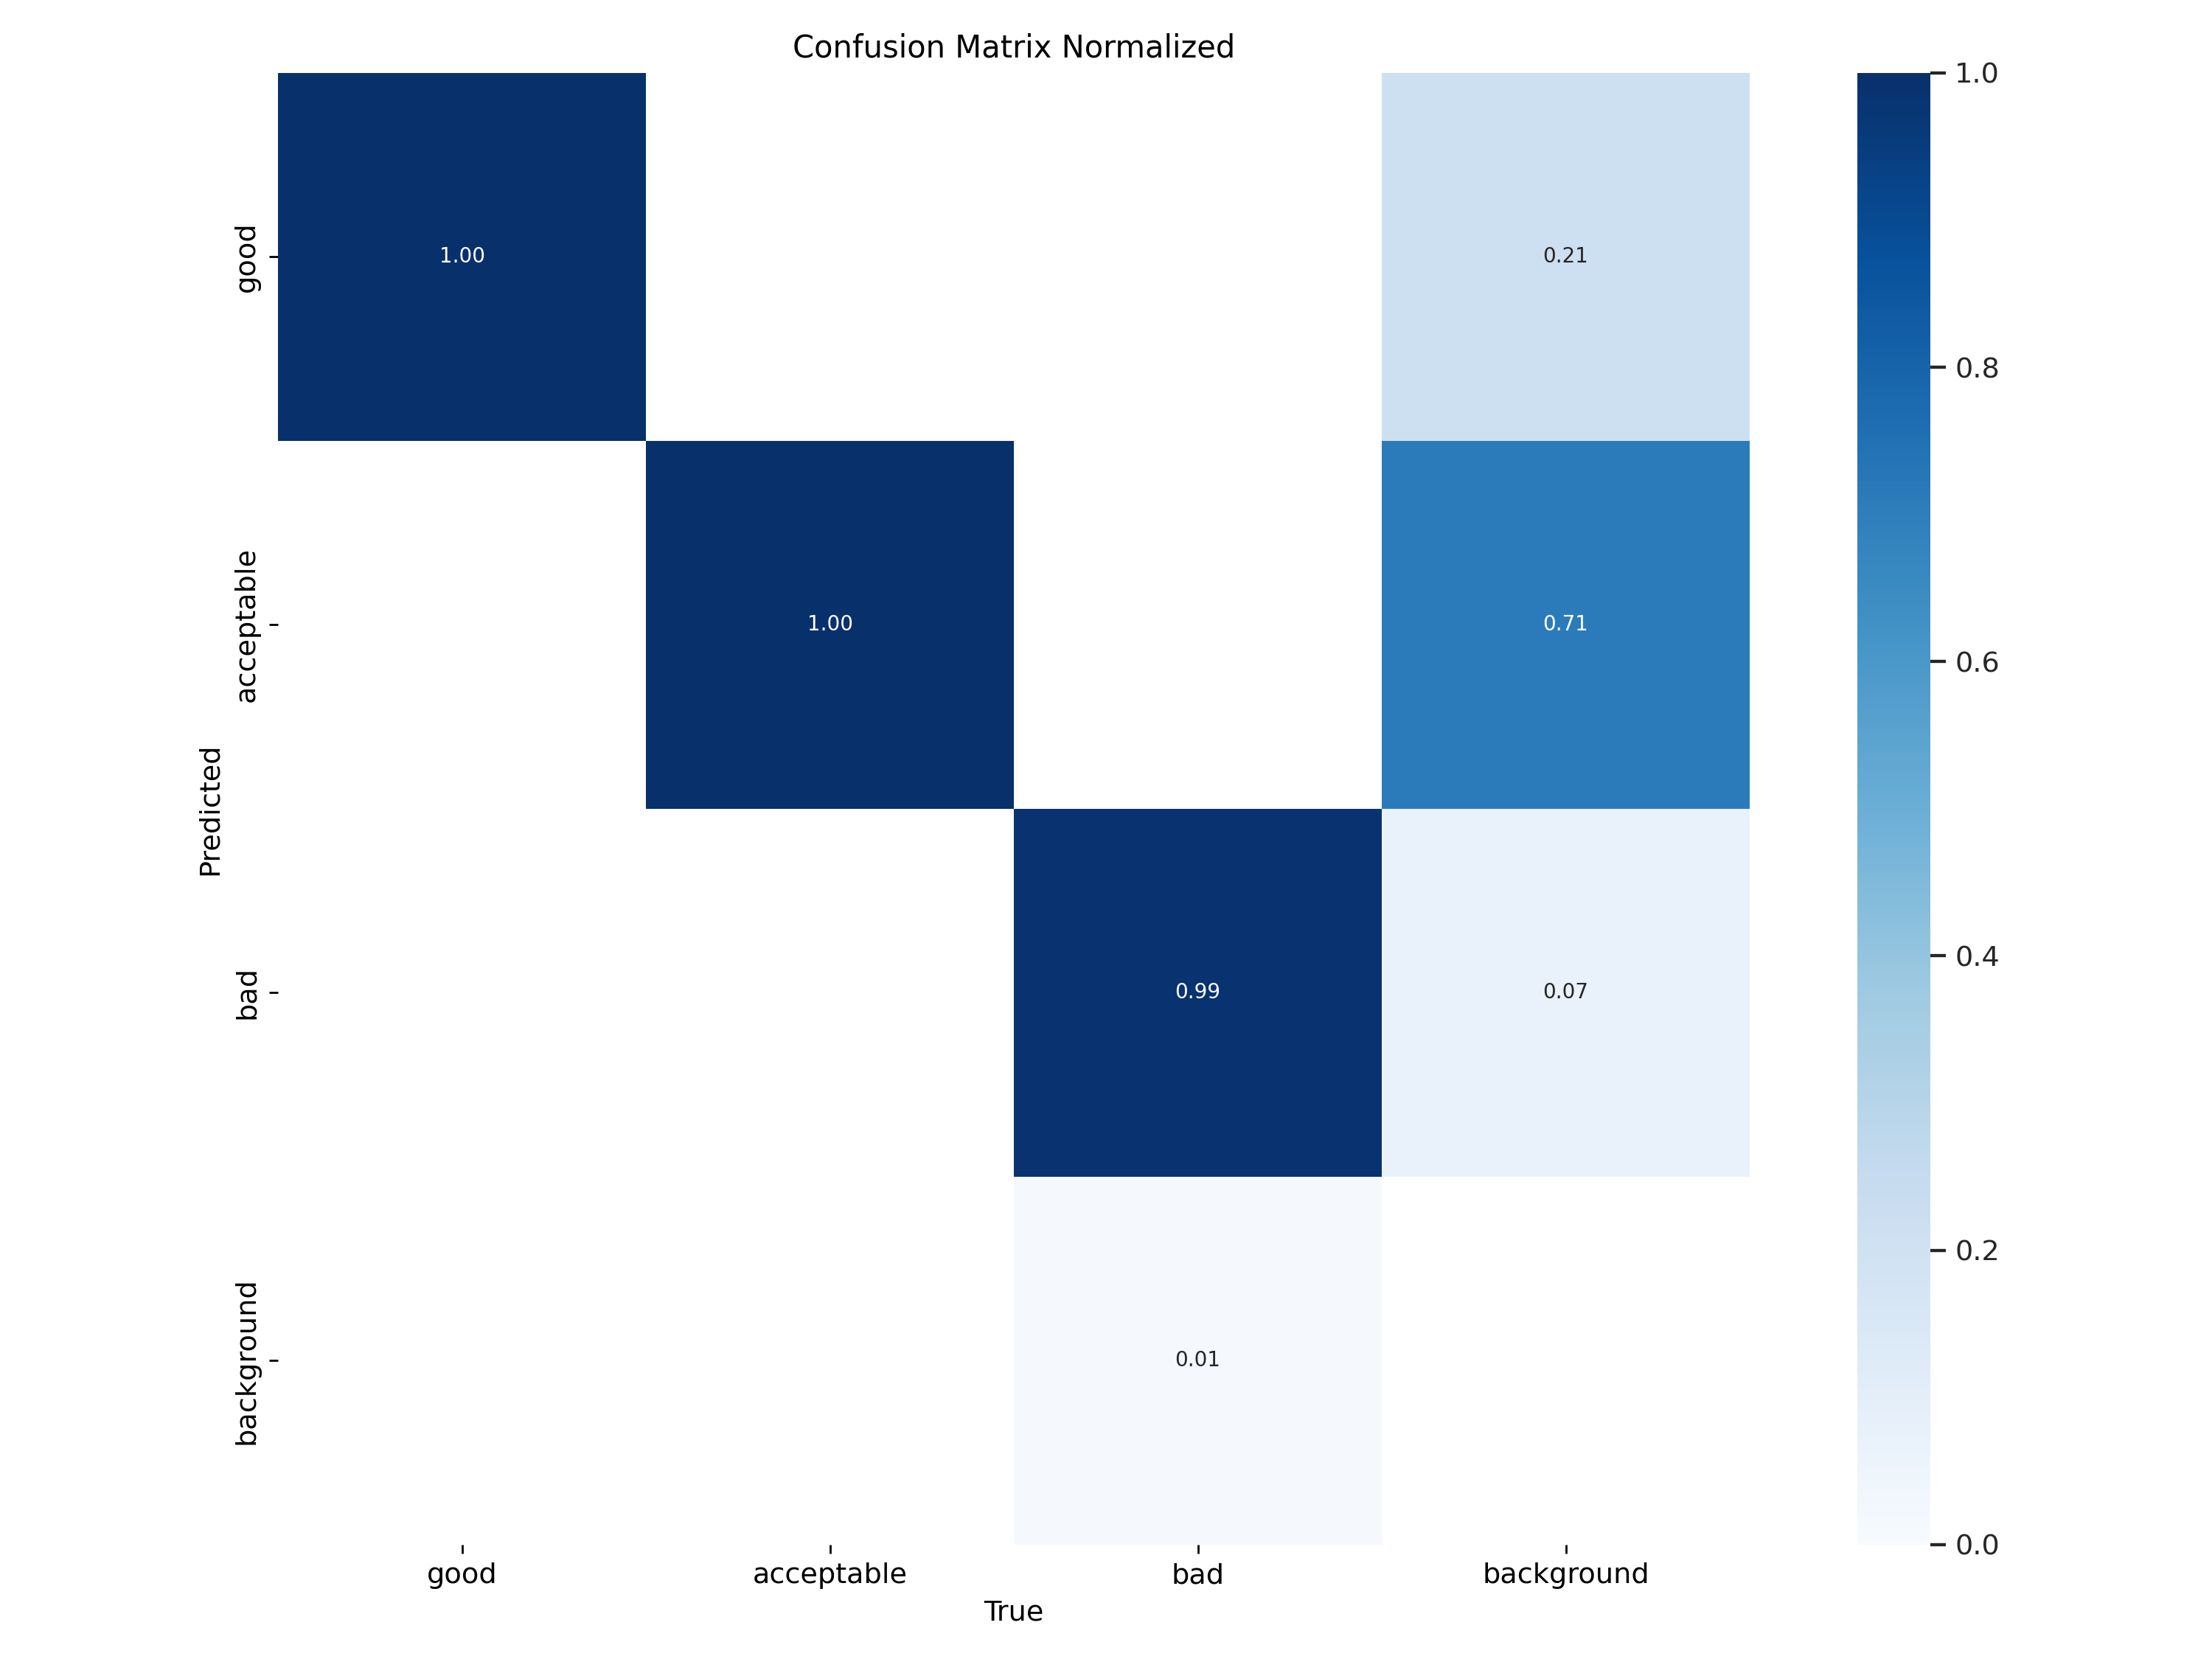 Confusion Matrix Normalized
good
acceptable
bad
background
Predicted
1.00
0.21
1.00
0.71
0.99
0.07
0.01
good
acceptable
bad
background
True
1.0
0.8
0.6
0.4
0.2
0.0